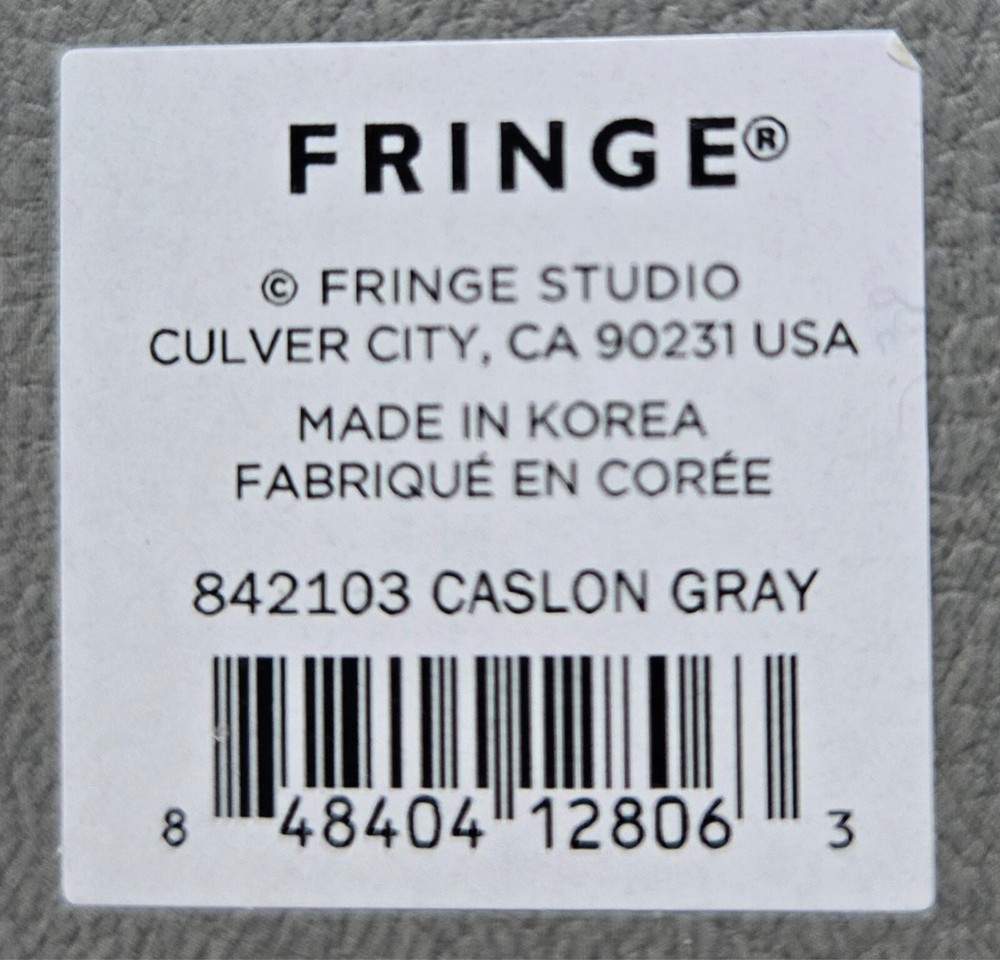 FRINGE®
© FRINGE STUDIO
CULVER CITY, CA 90231 USA
MADE IN KOREA
FABRIQUÉ EN CORÉE
842103 CASLON GRAY
8 48404 12806 3